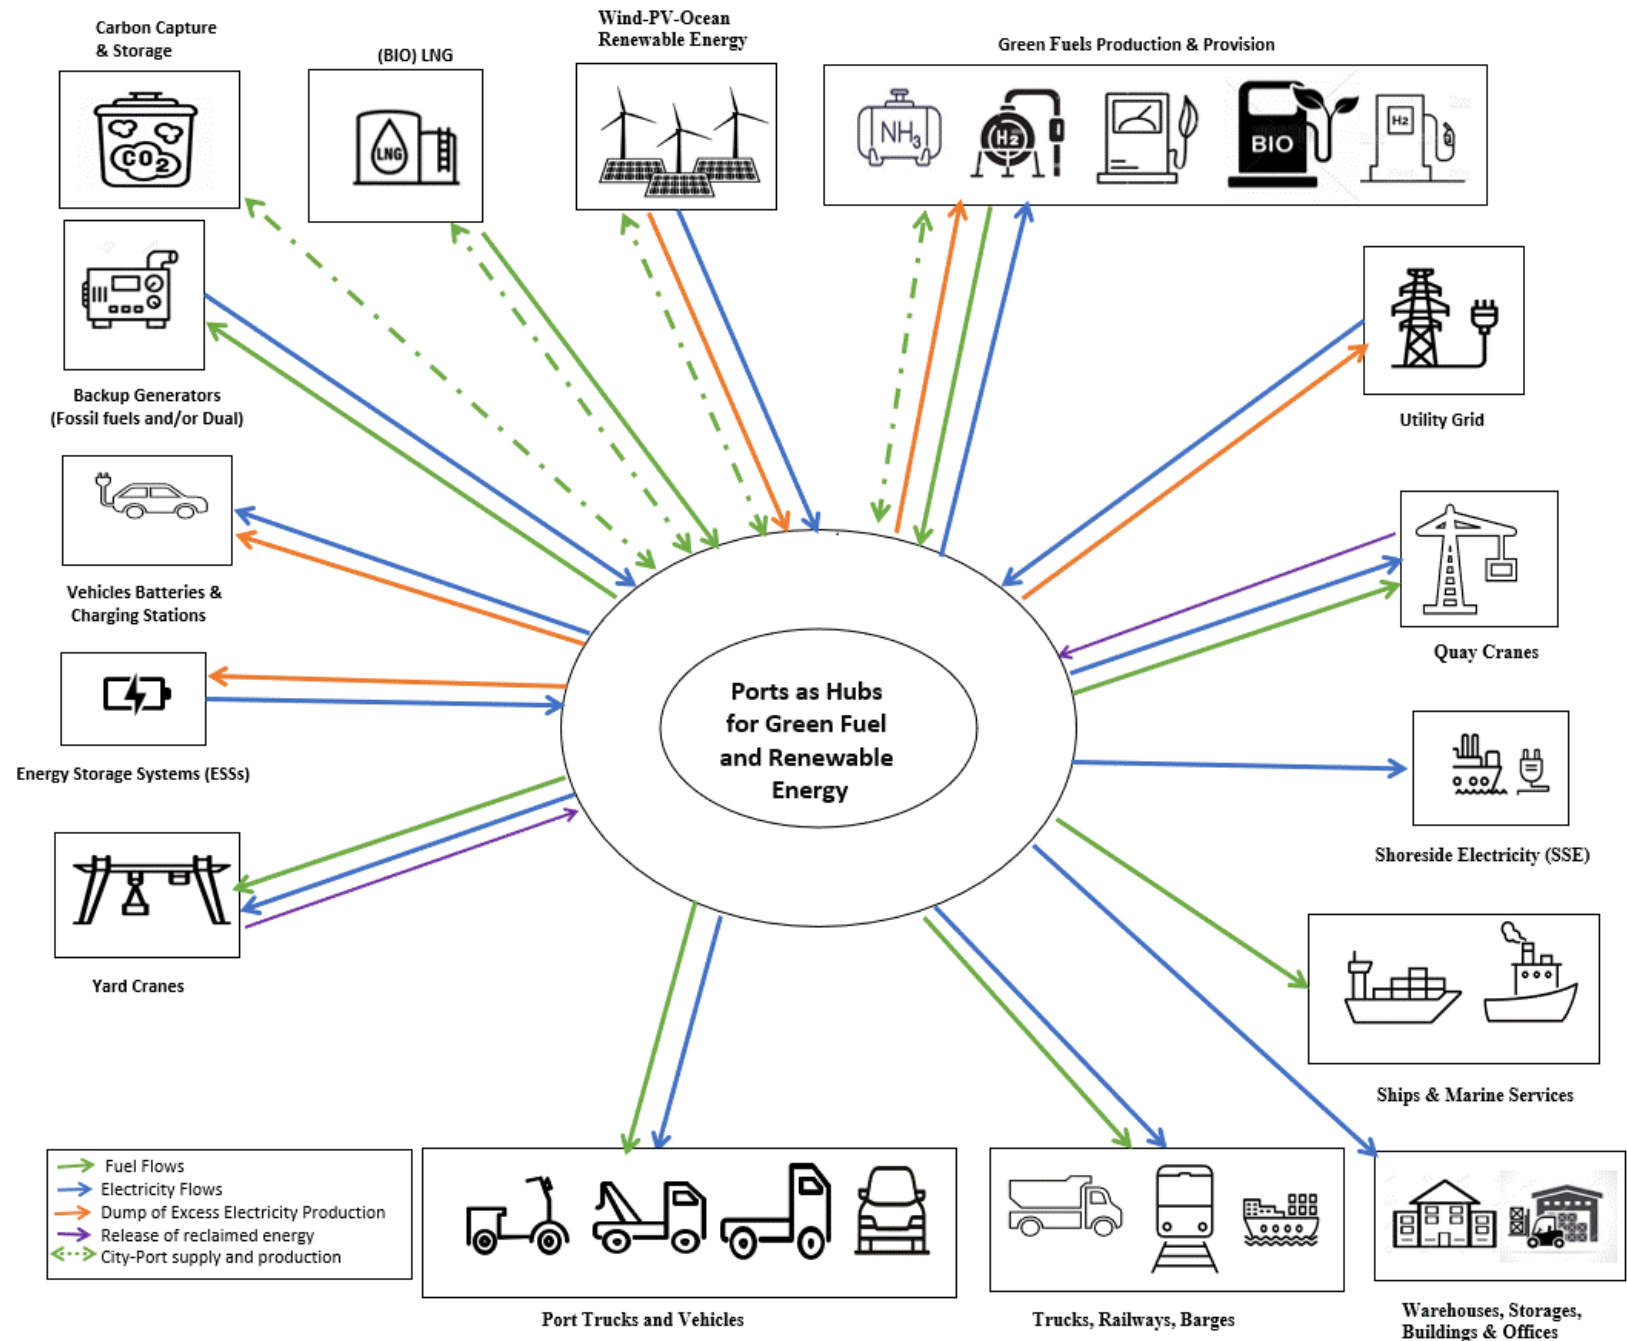 Carbon Capture
& Storage
(BIO) LNG
Wind-PV-Ocean
Renewable Energy
Green Fuels Production & Provision
CO2
LNG
NH3
H2
BIO
H2
Backup Generators
(Fossil fuels and/or Dual)
Utility Grid
Vehicles Batteries &
Charging Stations
Quay Cranes
Energy Storage Systems (ESSs)
Ports as Hubs
for Green Fuel
and Renewable
Energy
Shoreside Electricity (SSE)
Yard Cranes
Ships & Marine Services
Fuel Flows
Electricity Flows
Dump of Excess Electricity Production
Release of reclaimed energy
City-Port supply and production
Port Trucks and Vehicles
Trucks, Railways, Barges
Warehouses, Storages,
Buildings & Offices